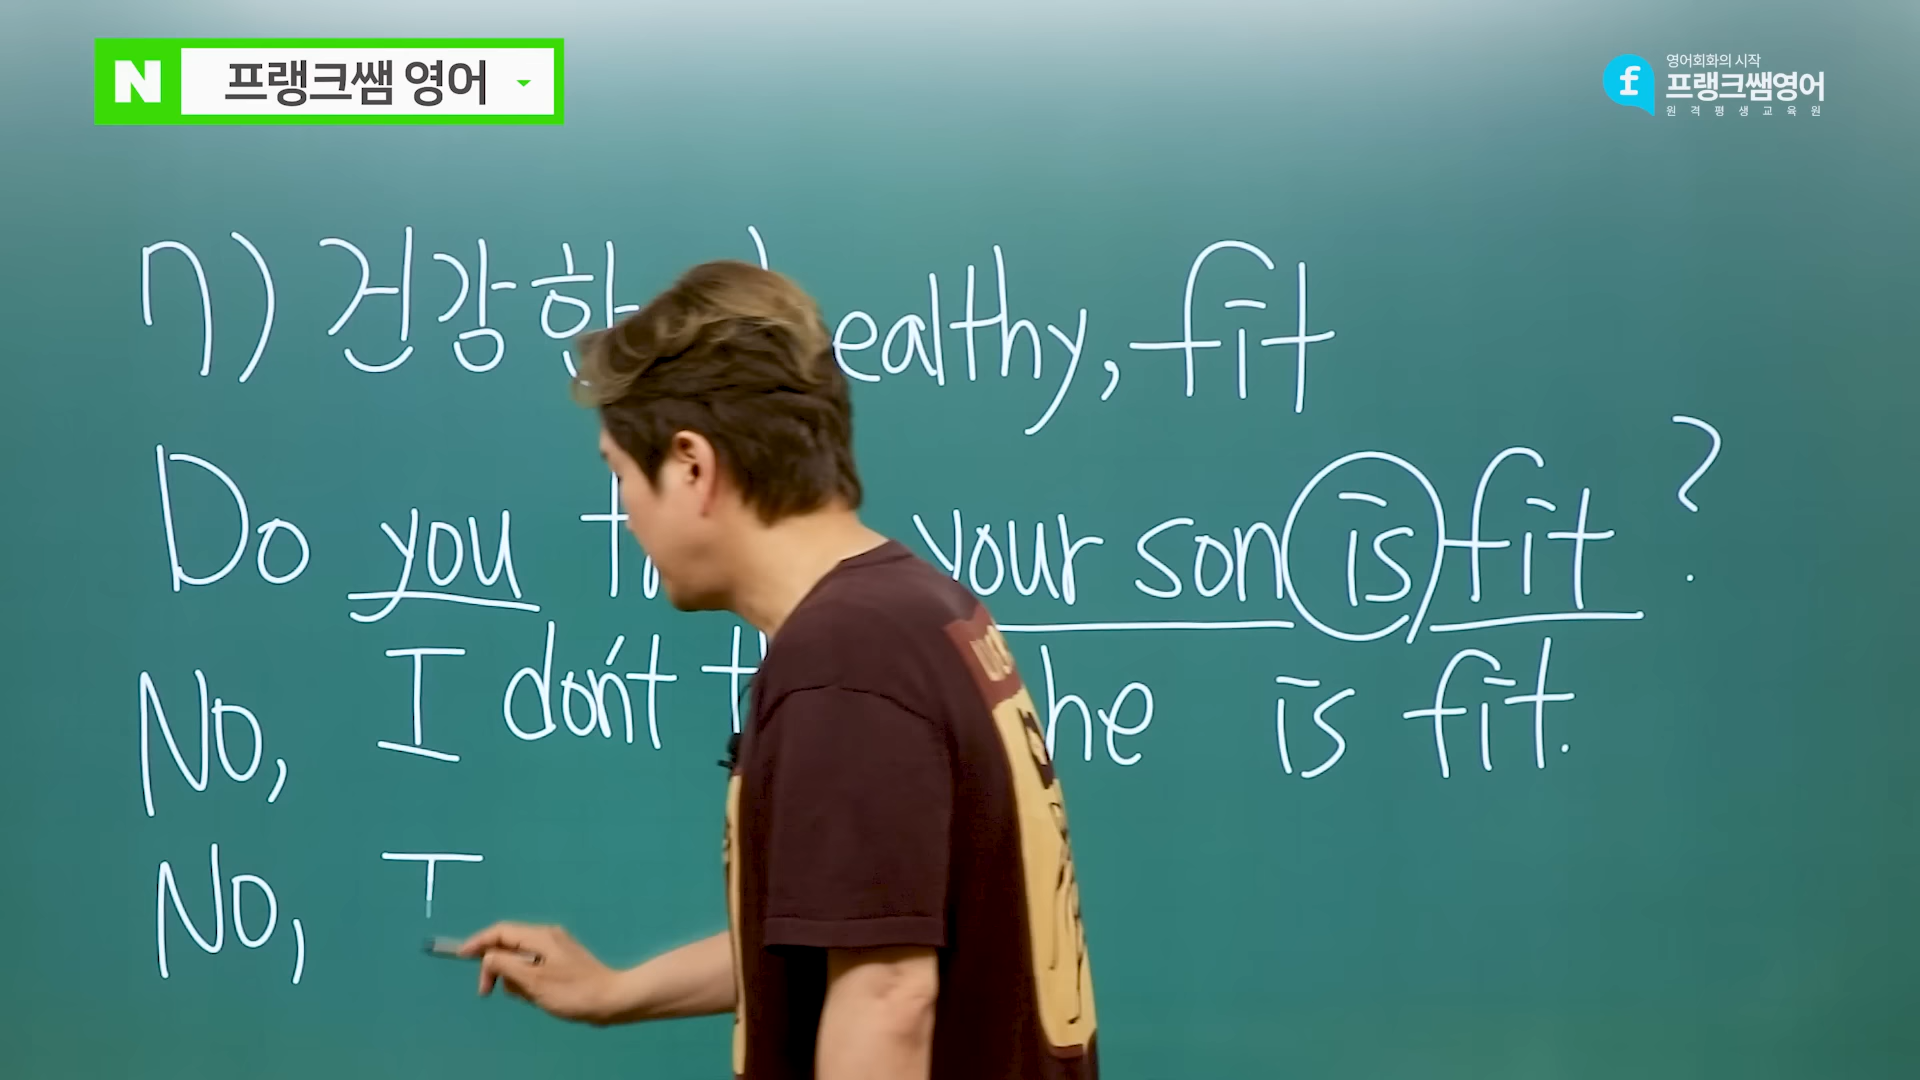 N 프랭크쌤 영어
영어회화의 시작
프랭크쌤영어
원격평생교육원
7) 건강한 ealthy, fit
Do you your son is fit ?
No, I don't he is fit.
No, I